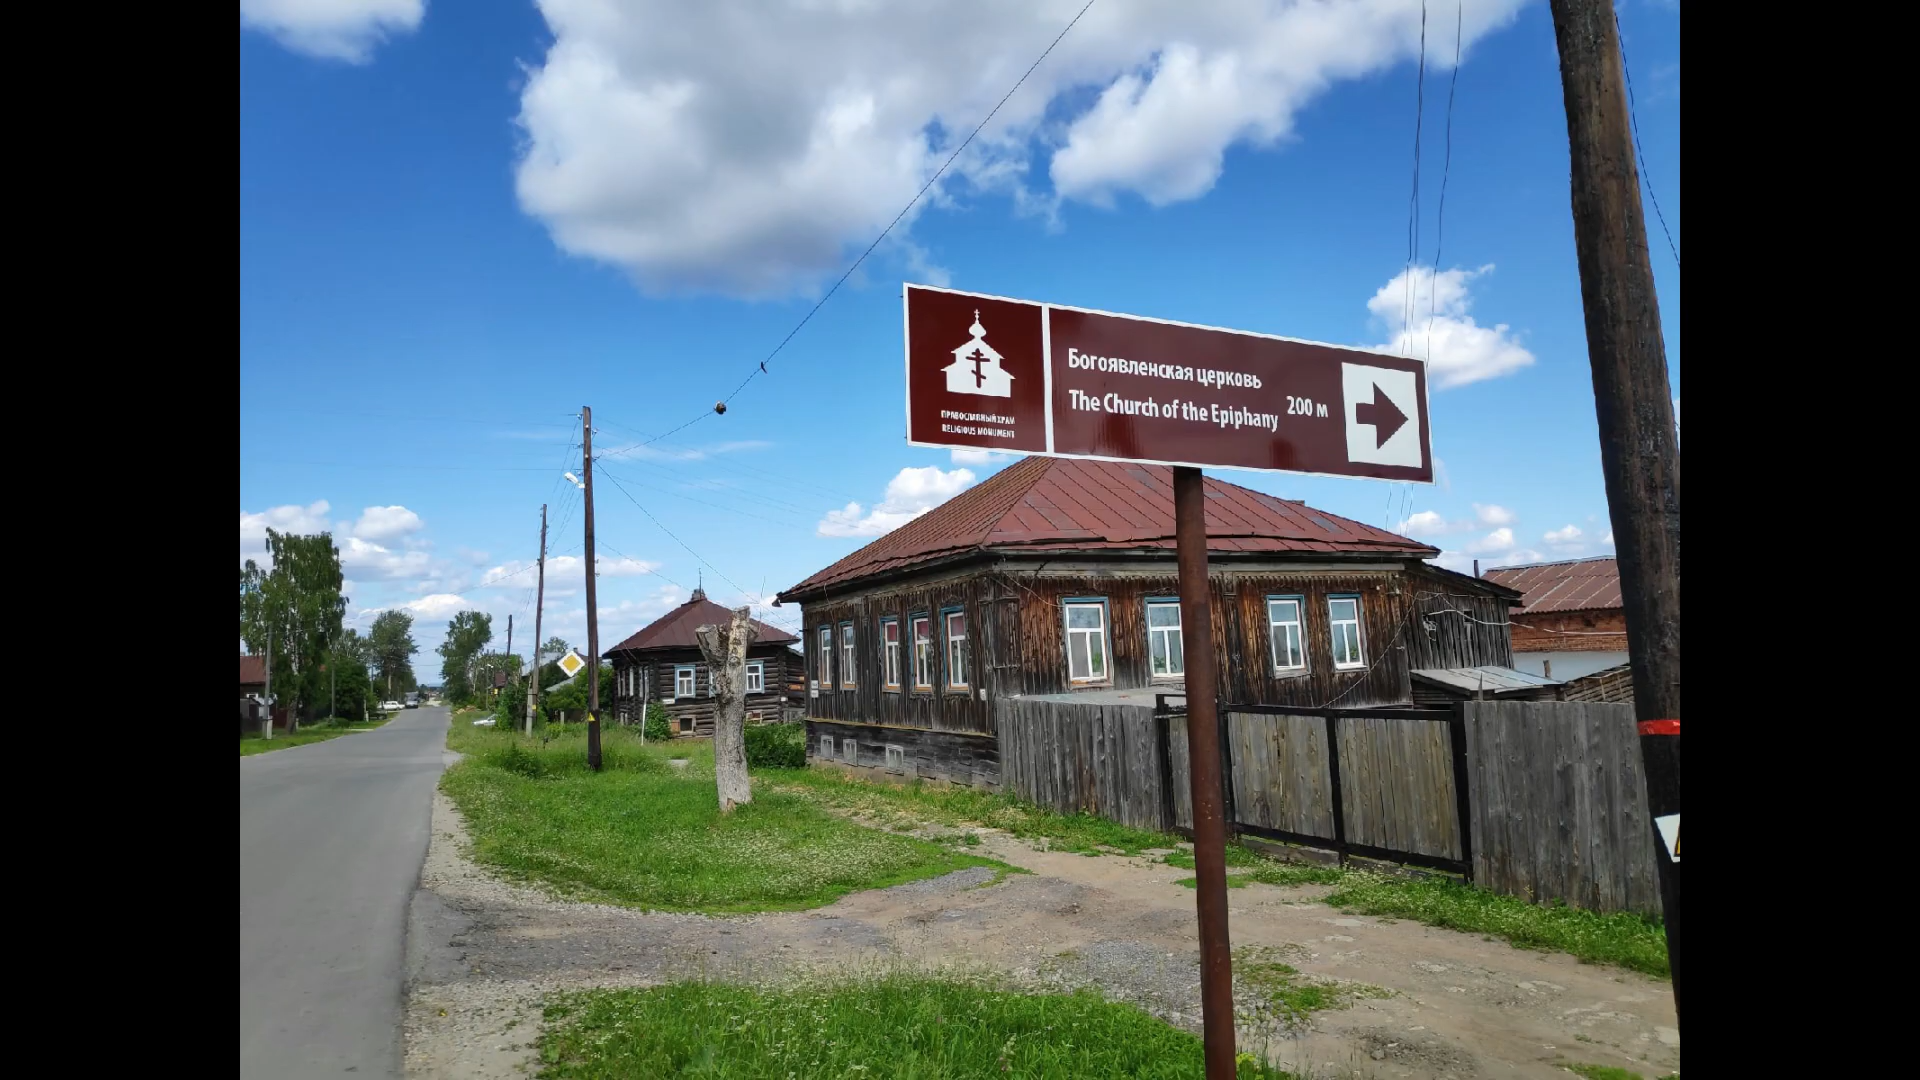 ПРАВОСЛАВНЫЙ ХРАМ
RELIGIOUS MONUMENT
Богоявленская церковь
The Church of the Epiphany
200 м